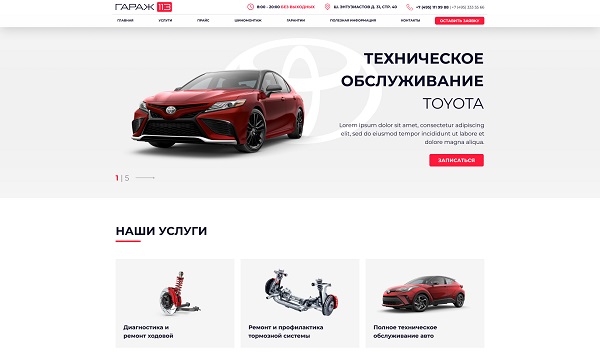 ГАРАЖ 113
8:00 - 20:00 БЕЗ ВЫХОДНЫХ
Ш. ЭНТУЗИАСТОВ Д. 31, СТР. 40
+7 (495) 111 99 88 | +7 (495) 333 55 66
ГЛАВНАЯ
УСЛУГИ
ПРАЙС
ШИНОМОНТАЖ
ГАРАНТИИ
ПОЛЕЗНАЯ ИНФОРМАЦИЯ
КОНТАКТЫ
ОСТАВИТЬ ЗАЯВКУ
ТЕХНИЧЕСКОЕ
ОБСЛУЖИВАНИЕ
TOYOTA
Lorem ipsum dolor sit amet, consectetur adipiscing
elit, sed do eiusmod tempor incididunt ut labore et
dolore magna aliqua.
ЗАПИСАТЬСЯ
1 | 5
НАШИ УСЛУГИ
Диагностика и
ремонт ходовой
Ремонт и профилактика
тормозной системы
Полное техническое
обслуживание авто